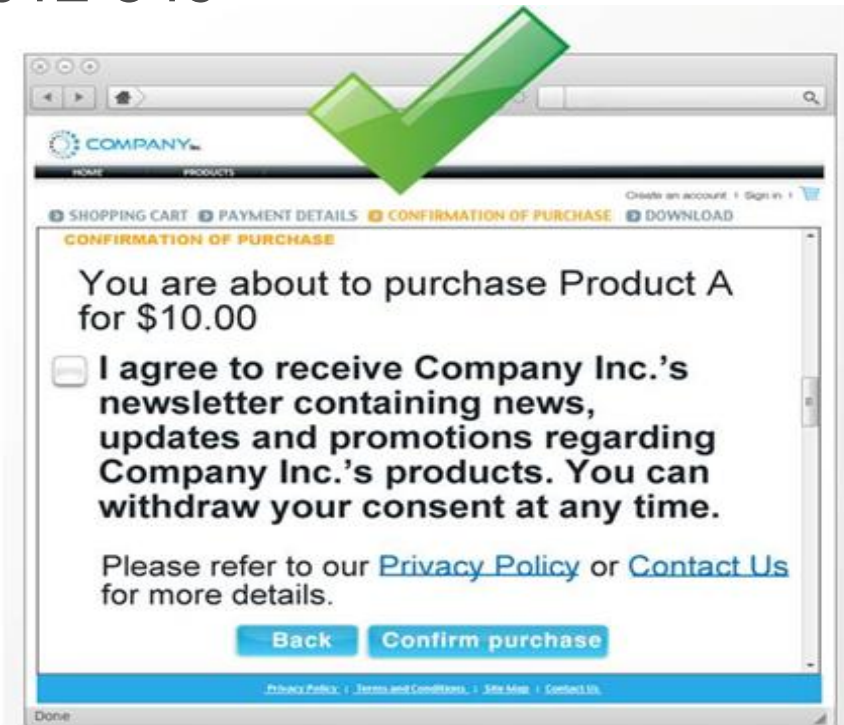 COMPANY
HOME PRODUCTS
Create an account | Sign in |
SHOPPING CART PAYMENT DETAILS CONFIRMATION OF PURCHASE DOWNLOAD
CONFIRMATION OF PURCHASE
You are about to purchase Product A
for $10.00
I agree to receive Company Inc.’s
newsletter containing news,
updates and promotions regarding
Company Inc.’s products. You can
withdraw your consent at any time.
Please refer to our Privacy Policy or Contact Us
for more details.
Back Confirm purchase
Privacy Policy | Terms and Conditions | Site Map | Contact Us
Done